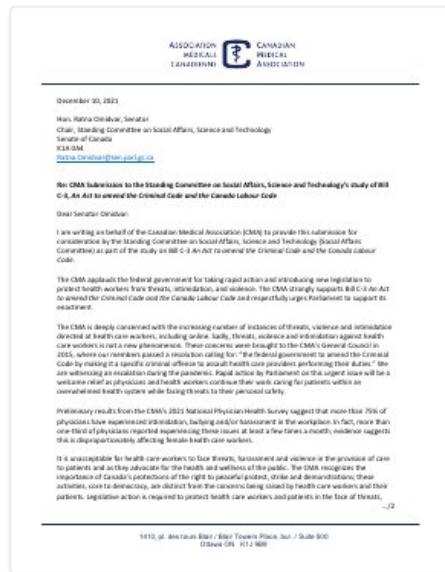 ASSOCIATION MÉDICALE CANADIENNE
CANADIAN MEDICAL ASSOCIATION
December 10, 2021
Hon. Ratna Omidvar, Senator
Chair, Standing Committee on Social Affairs, Science and Technology
Senate of Canada
K1A 0A4
Ratna.Omidvar@sen.parl.gc.ca
Re: CMA Submission to the Standing Committee on Social Affairs, Science and Technology's study of Bill
C-3, An Act to amend the Criminal Code and the Canada Labour Code
Dear Senator Omidvar:
I am writing on behalf of the Canadian Medical Association (CMA) to provide this submission for
consideration by the Standing Committee on Social Affairs, Science and Technology (Social Affairs
Committee) as part of the study on Bill C-3 An Act to amend the Criminal Code and the Canada Labour
Code.
The CMA applauds the federal government for taking rapid action and introducing new legislation to
protect health workers from threats, intimidation, and violence. The CMA strongly supports Bill C-3 An Act
to amend the Criminal Code and the Canada Labour Code and respectfully urges Parliament to support its
enactment.
The CMA is deeply concerned with the increasing number of instances of threats, violence and intimidation
directed at health care workers, including online. Sadly, threats, violence and intimidation against health
care workers is not a new phenomenon. These concerns were brought to the CMA's General Council in
2015, where our members passed a resolution calling for: "the federal government to amend the Criminal
Code by making it a specific criminal offence to assault health care providers performing their duties." We
are witnessing an escalation during the pandemic. Rapid action by Parliament on this urgent issue will be a
welcome relief as physicians and health workers continue their work caring for patients within an
overwhelmed health system while facing threats to their personal safety.
Preliminary results from the CMA's 2021 National Physician Health Survey suggest that more than 75% of
physicians have experienced intimidation, bullying and/or harassment in the workplace. In fact, more than
one-third of physicians reported experiencing these issues at least a few times a month; evidence suggests
this is disproportionately affecting female health care workers.
It is unacceptable for health care workers to face threats, harassment and violence in the provision of care
to patients and as they advocate for the health and wellness of the public. The CMA recognizes the
importance of Canada's protections of the right to peaceful protest, strike and demonstrations; these
activities, core to democracy, are distinct from the concerns being raised by health care workers and their
patients. Legislative action is required to protect health care workers and patients in the face of threats,
…/2
1410, pl. des tours Blair / Blair Towers Place, bur. / Suite 500
Ottawa ON K1J 9B9